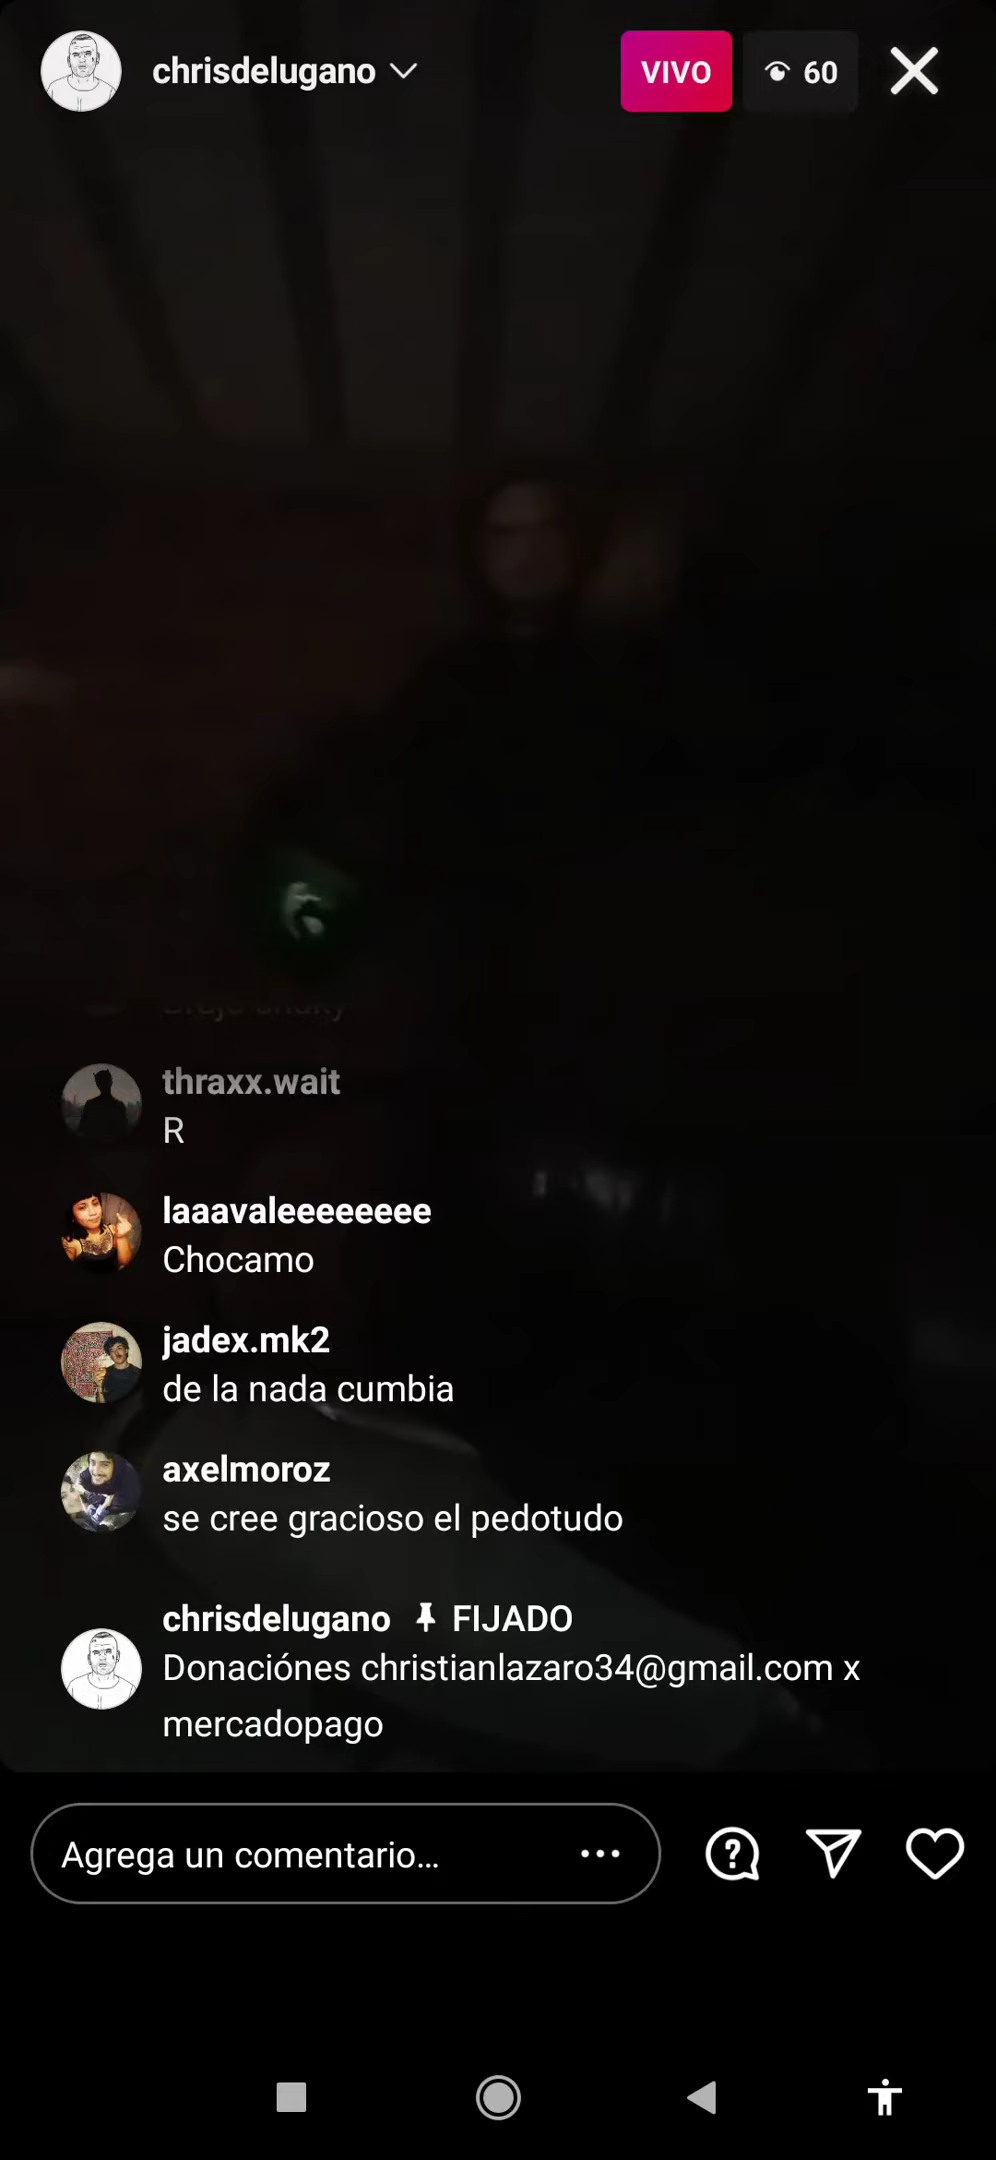 chrisdelugano
VIVO
60
thraxx.wait
R
laaavaleeeeeeee
Chocamo
jadex.mk2
de la nada cumbia
axelmoroz
se cree gracioso el pedotudo
chrisdelugano FIJADO
Donaciónes christianlazaro34@gmail.com x
mercadopago
Agrega un comentario...